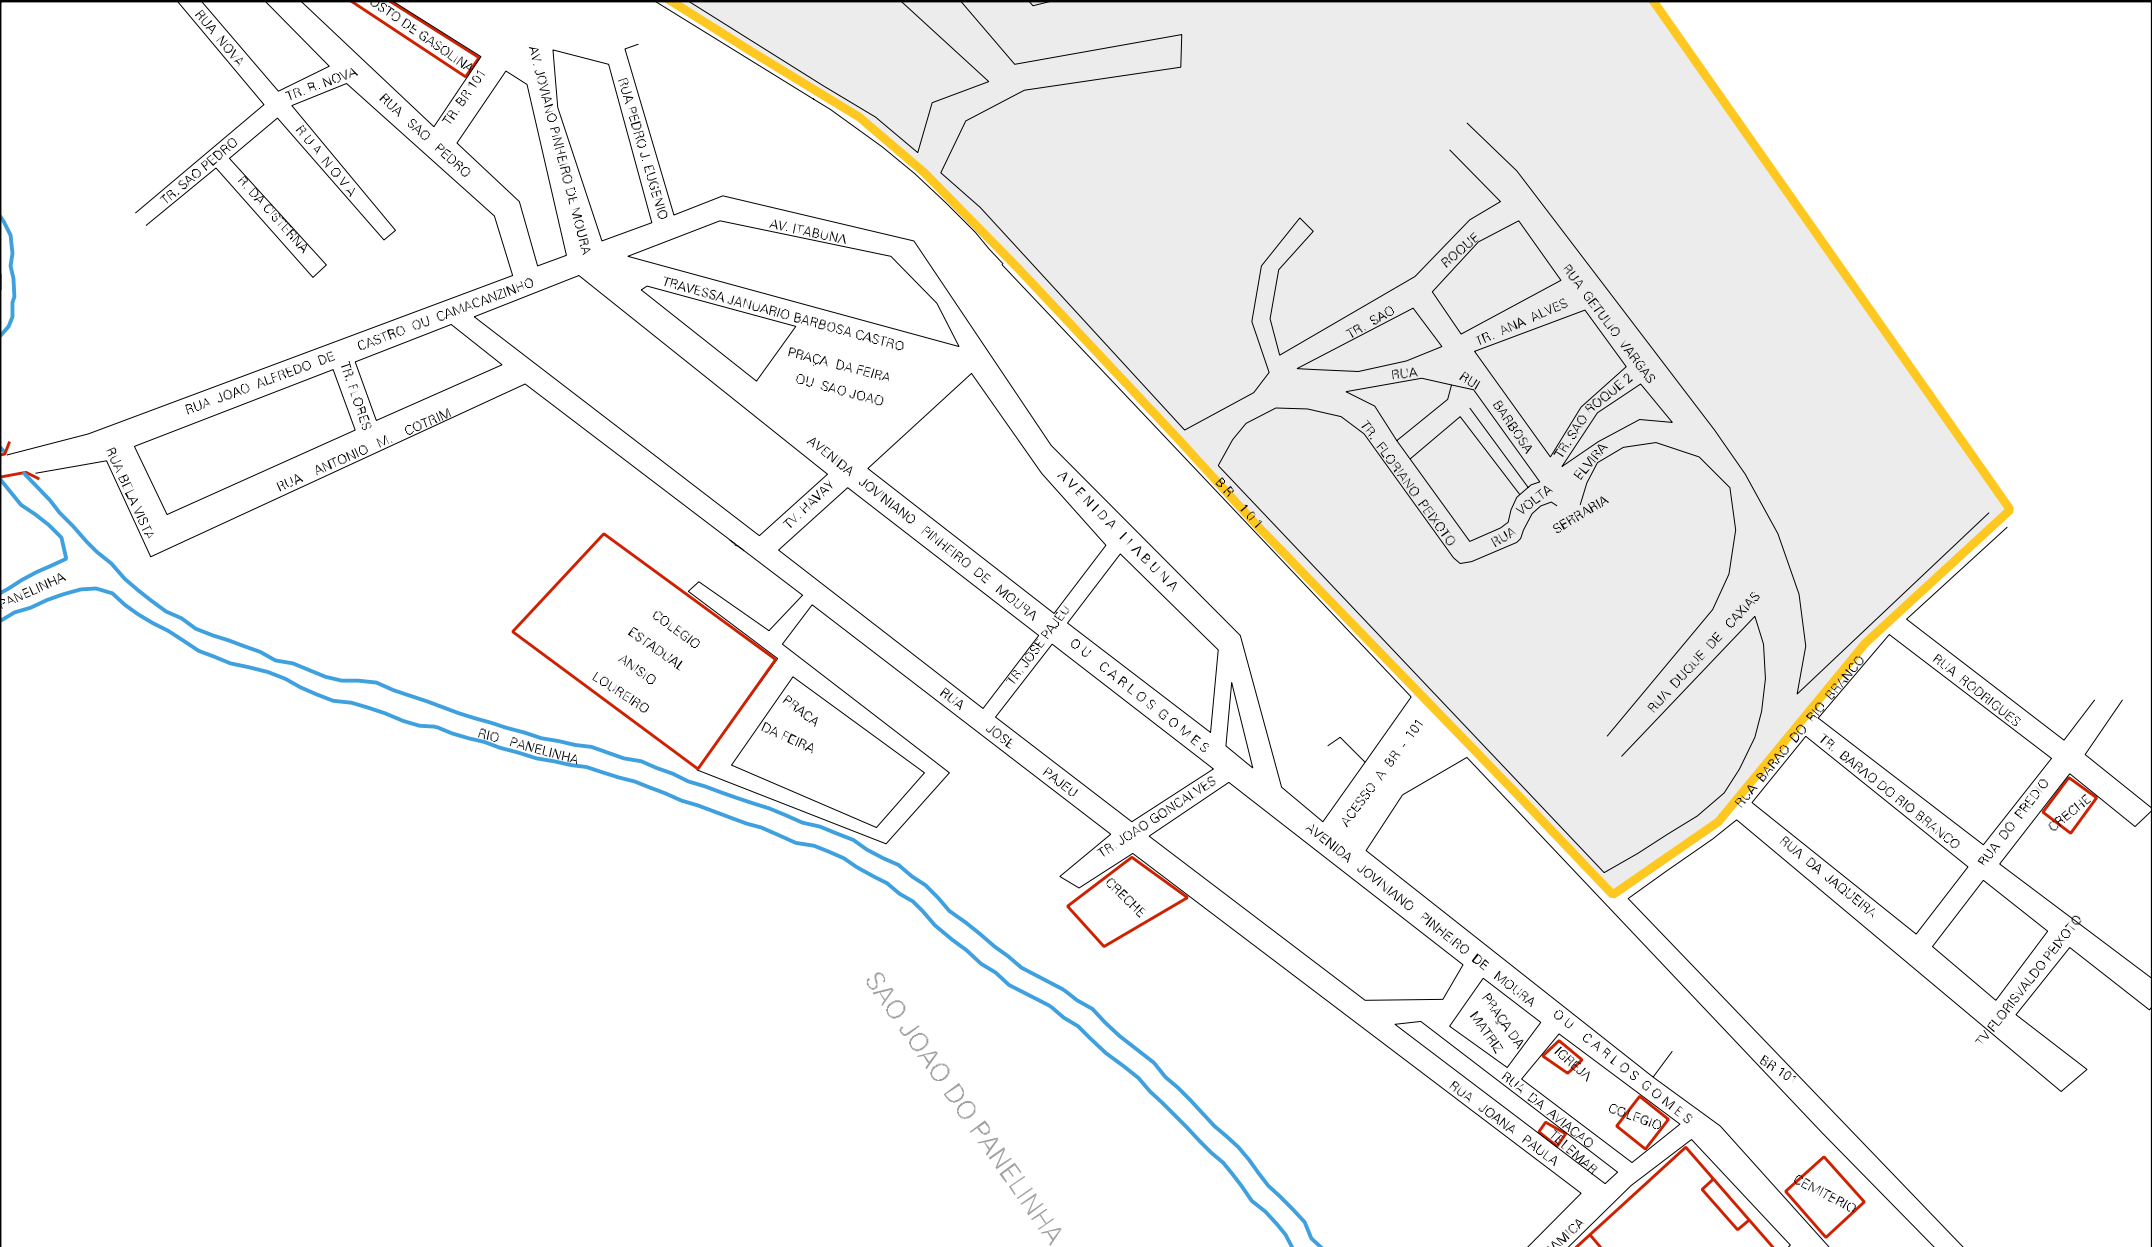 RUA NOVA
OSTO DE GASOLINA
TR. R. NOVA
TR. BR 101
RUA SAO PEDRO
RUA NOVA
TR. SAO PEDRO
R. DA CISTERNA
AV. JOVIANO PINHEIRO DE MOURA
RUA PEDRO J. EUGENIO
AV. ITABUNA
TRAVESSA JANUARIO BARBOSA CASTRO
PRAÇA DA FEIRA
OU SAO JOAO
RUA JOAO ALFREDO DE CASTRO OU CAMACANZINHO
TR. FLORES
RUA ANTONIO M. COTRIM
RUA BELA VISTA
PANELINHA
AVENIDA JOVINIANO PINHEIRO DE MOURA OU CARLOS GOMES
TV. HAVAY
AVENIDA ITABUNA
BR 101
TR. JOSE PAJEU
COLEGIO
ESTADUAL
ANISIO
LOUREIRO
PRACA
DA FEIRA
RIO PANELINHA
RUA JOSE PAJEU
TR. JOAO GONCALVES
CRECHE
ACESSO A BR - 101
ROQUE
TR. SAO
TR. ANA ALVES
RUA GETULIO VARGAS
RUA RUI BARBOSA
TR. SAO ROQUE 2
TR. FLORIANO PEIXOTO
ELVIRA
RUA VOLTA
SERRARIA
RUA DUQUE DE CAXIAS
RUA BARAO DO RIO BRANCO
RUA RODRIGUES
TR. BARAO DO RIO BRANCO
RUA DO PREDIO
CRECHE
RUA DA JAQUEIRA
TV FLORISVALDO PEIXOTO
AVENIDA JOVINIANO PINHEIRO DE MOURA OU CARLOS GOMES
PRAÇA DA
MATRIZ
IGREJA
RUA DA AVIACAO
COLEGIO
TELEMAR
RUA JOANA PAULA
BR 101
CEMITERIO
AMICA
SAO JOAO DO PANELINHA